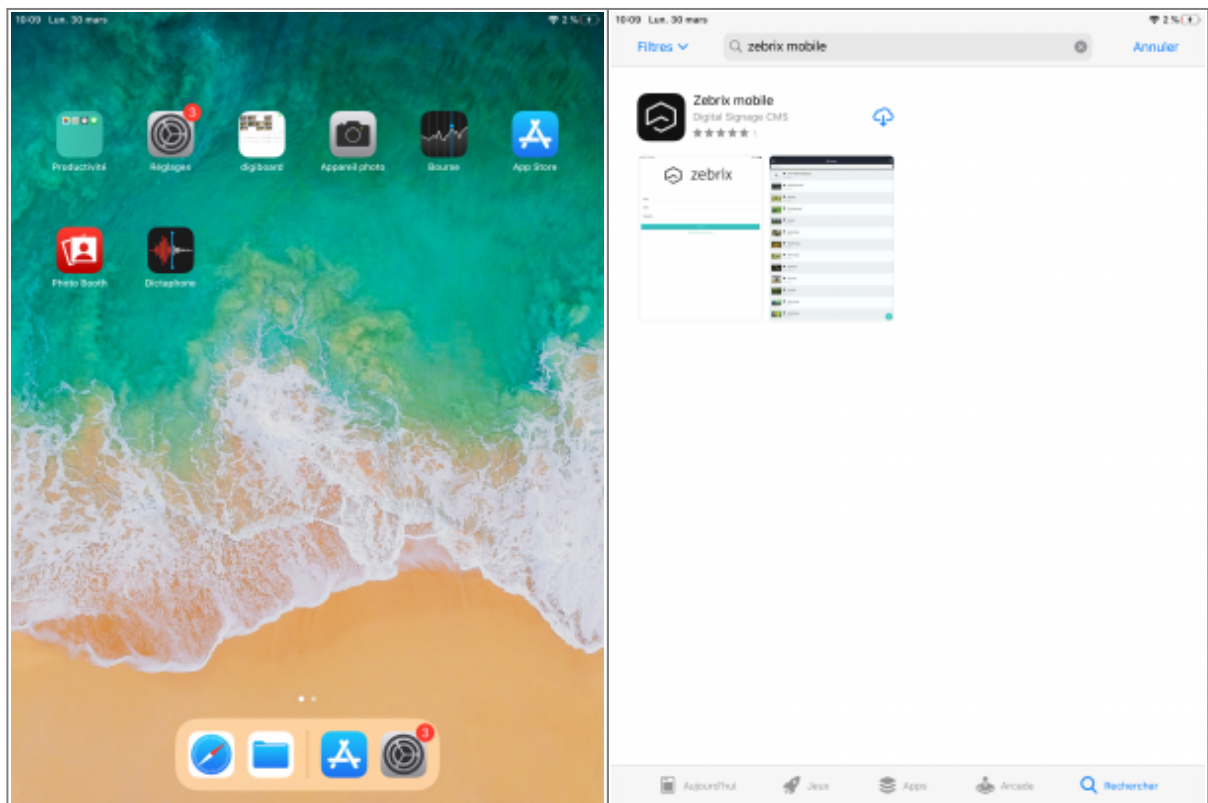 10:09 Lun. 30 mars
2 %
Productivité
Réglages
3
digiboard
Appareil photo
Bourse
App Store
Photo Booth
Dictaphone
3
10:09 Lun. 30 mars
2 %
Filtres
zebrix mobile
Annuler
Zebrix mobile
Digital Signage CMS
zebrix
Aujourd'hui
Jeux
Apps
Arcade
Rechercher